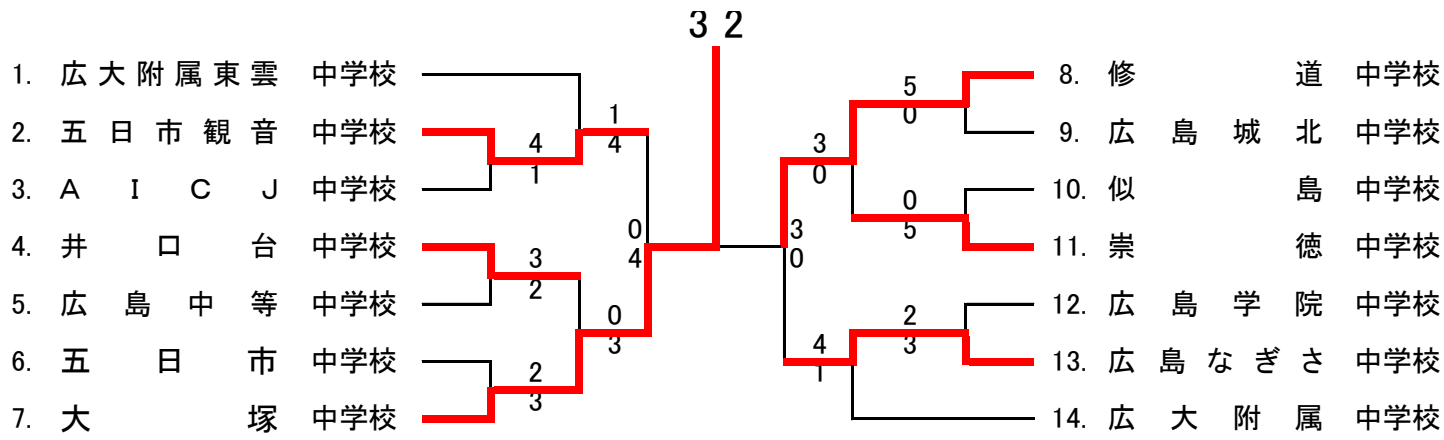 3 2
1. 広大附属東雲 中学校
2. 五日市観音 中学校
3. AICJ 中学校
4. 井口台 中学校
5. 広島中等 中学校
6. 五日市 中学校
7. 大塚 中学校
1
4
4
1
0
4
3
2
0
3
2
3
8. 修道 中学校
9. 広島城北 中学校
10. 似島 中学校
11. 崇徳 中学校
12. 広島学院 中学校
13. 広島なぎさ 中学校
14. 広大附属 中学校
5
0
3
0
0
5
3
0
2
3
4
1